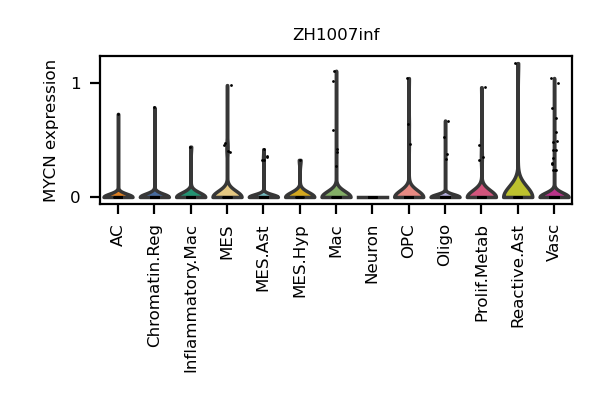 ZH1007inf
MYCN expression
1
0
AC
Chromatin.Reg
Inflammatory.Mac
MES
MES.Ast
MES.Hyp
Mac
Neuron
OPC
Oligo
Prolif.Metab
Reactive.Ast
Vasc